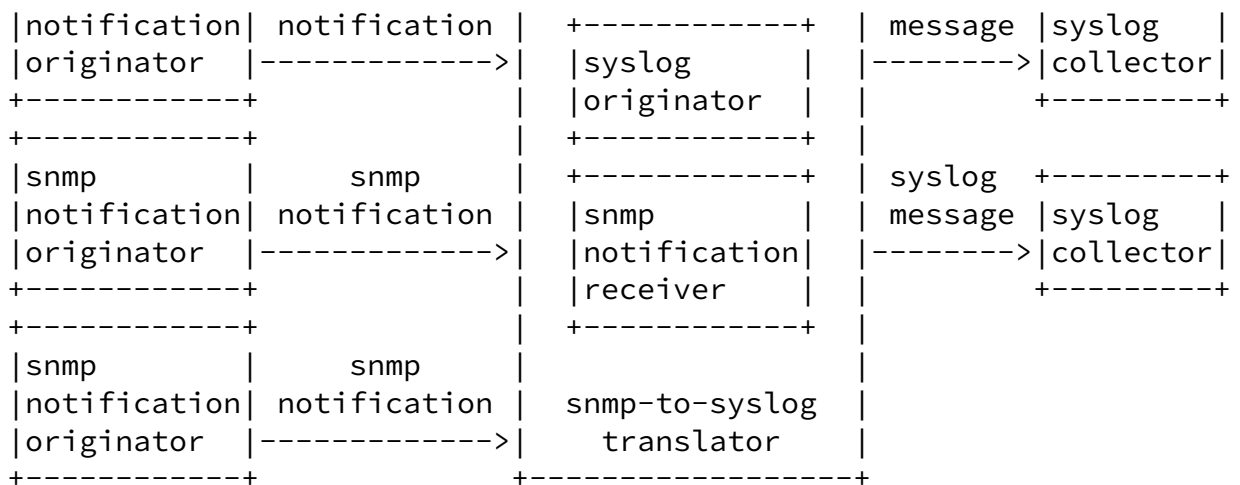 |notification| notification |  +------------+  | message |syslog   |
|originator  |------------->|  |syslog      |  |-------->|collector|
+------------+              |  |originator  |  |         +---------+
+------------+              |  +------------+  |
|snmp        |     snmp     |  +------------+  | syslog  +---------+
|notification| notification |  |snmp        |  | message |syslog   |
|originator  |------------->|  |notification|  |-------->|collector|
+------------+              |  |receiver    |  |         +---------+
+------------+              |  +------------+  |
|snmp        |     snmp     |                  |
|notification| notification |  snmp-to-syslog  |
|originator  |------------->|    translator    |
+------------+              +------------------+